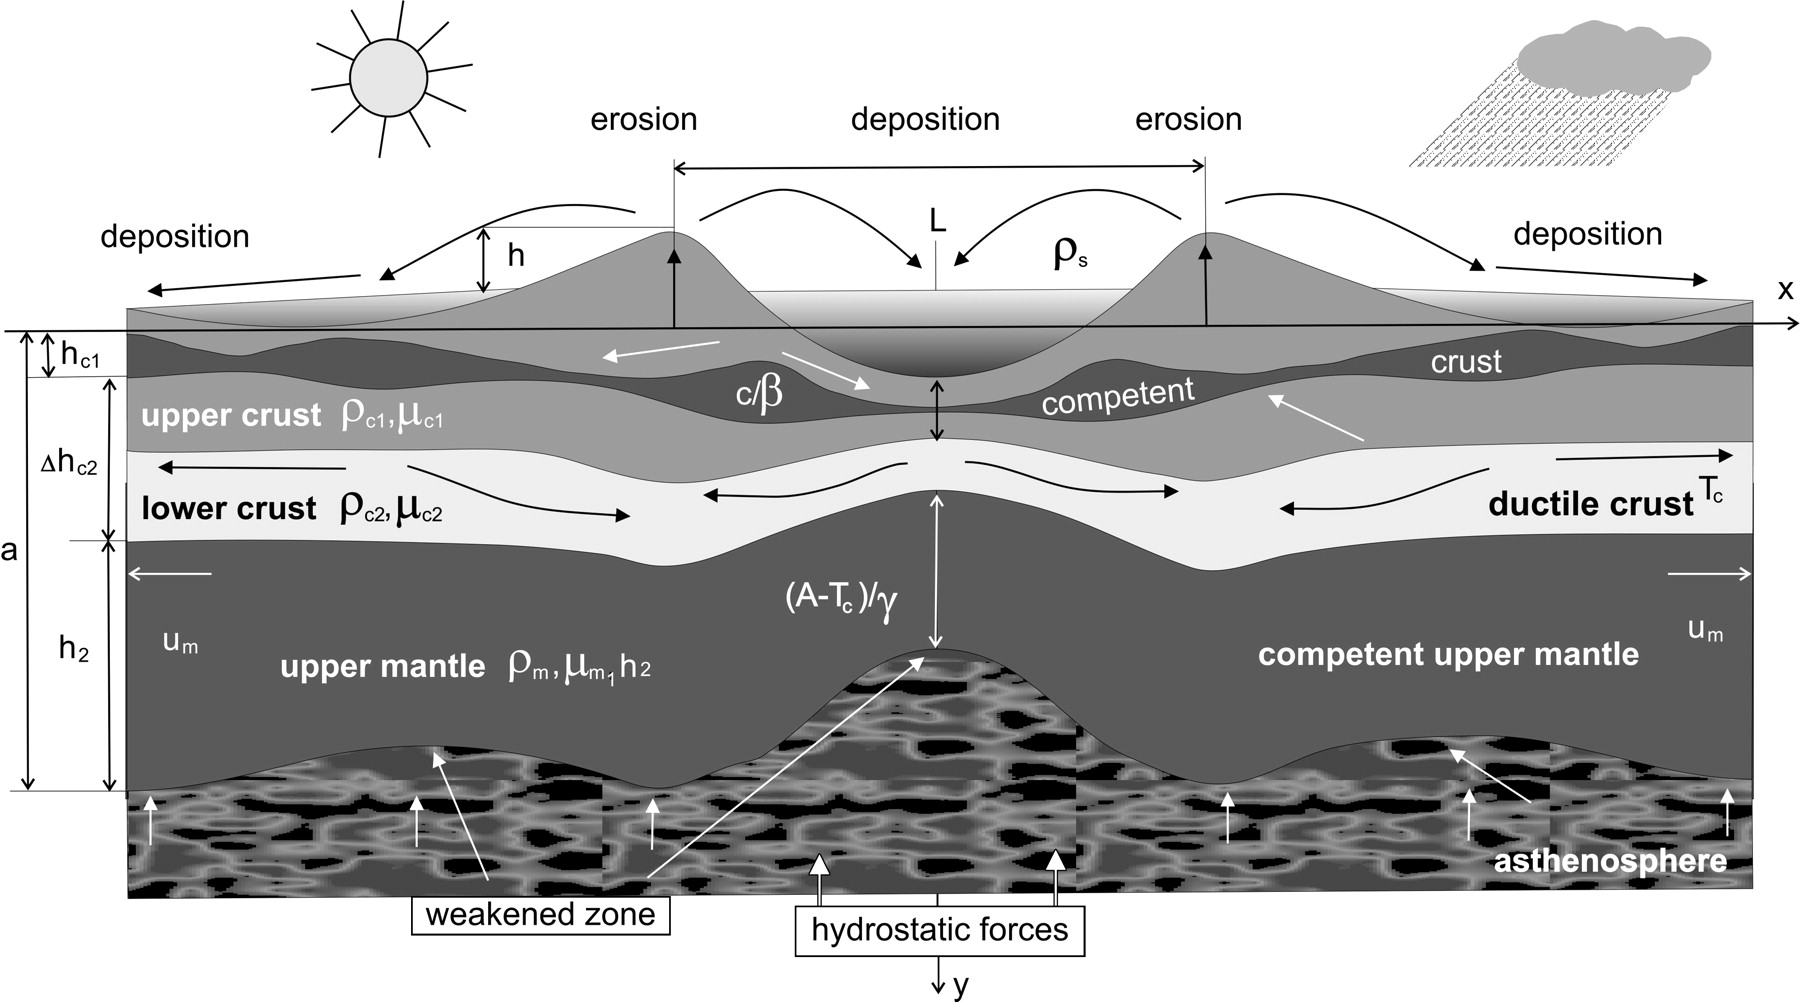 erosion
deposition
erosion
deposition
L
h
ρs
deposition
x
hc1
crust
c/β
competent
upper crust ρc1,μc1
Δhc2
lower crust ρc2,μc2
ductile crust Tc
a
(A-Tc)/γ
um
um
h2
upper mantle ρm,μm1h2
competent upper mantle
asthenosphere
weakened zone
hydrostatic forces
y